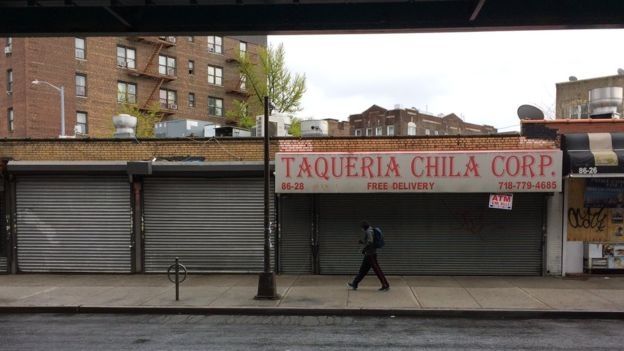 TAQUERIA CHILA CORP.
86-28 FREE DELIVERY 718-779-4685
86-26
ATM